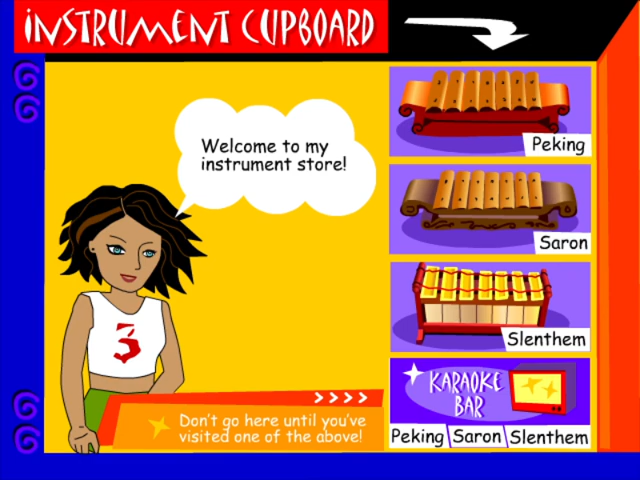 INSTRUMENT CUPBOARD
Welcome to my
instrument store!
Peking
Saron
Slenthem
3
KARAOKE
BAR
Peking Saron Slenthem
>>>>
Don't go here until you've
visited one of the above!